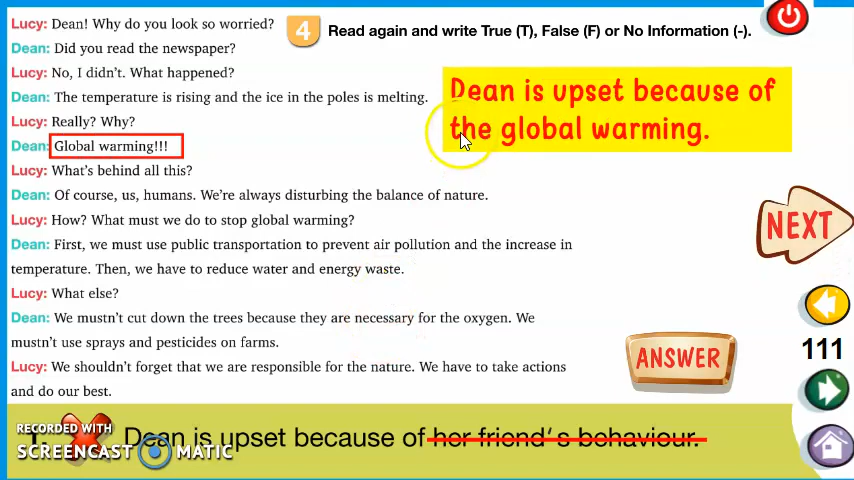 Lucy: Dean! Why do you look so worried?
Dean: Did you read the newspaper?
Lucy: No, I didn't. What happened?
Dean: The temperature is rising and the ice in the poles is melting.
Lucy: Really? Why?
Dean: Global warming!!!
Lucy: What's behind all this?
Dean: Of course, us, humans. We're always disturbing the balance of nature.
Lucy: How? What must we do to stop global warming?
Dean: First, we must use public transportation to prevent air pollution and the increase in
temperature. Then, we have to reduce water and energy waste.
Lucy: What else?
Dean: We mustn't cut down the trees because they are necessary for the oxygen. We
mustn't use sprays and pesticides on farms.
Lucy: We shouldn't forget that we are responsible for the nature. We have to take actions
and do our best.
4 Read again and write True (T), False (F) or No Information (-).
Dean is upset because of
the global warming.
NEXT
111
ANSWER
Dean is upset because of her friend's behaviour.
RECORDED WITH
SCREENCAST MATIC